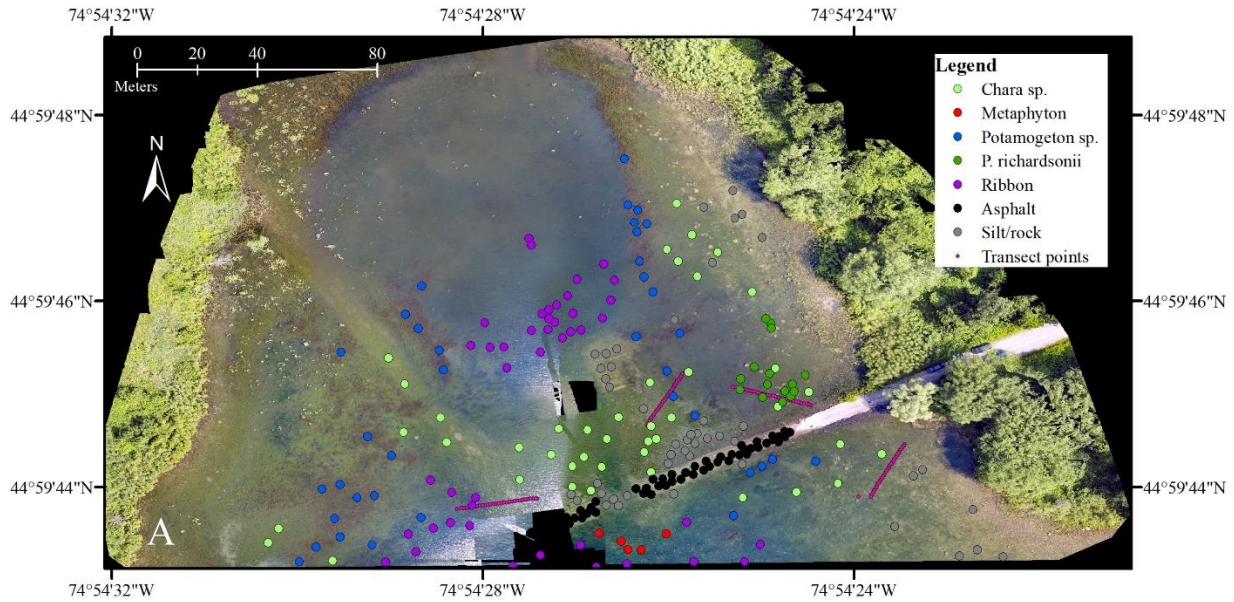 74°54'32"W 74°54'28"W 74°54'24"W
0 20 40 80
Meters
N
44°59'48"N 44°59'48"N
44°59'46"N 44°59'46"N
44°59'44"N 44°59'44"N
Legend
Chara sp.
Metaphyton
Potamogeton sp.
P. richardsonii
Ribbon
Asphalt
Silt/rock
Transect points
A
74°54'32"W 74°54'28"W 74°54'24"W